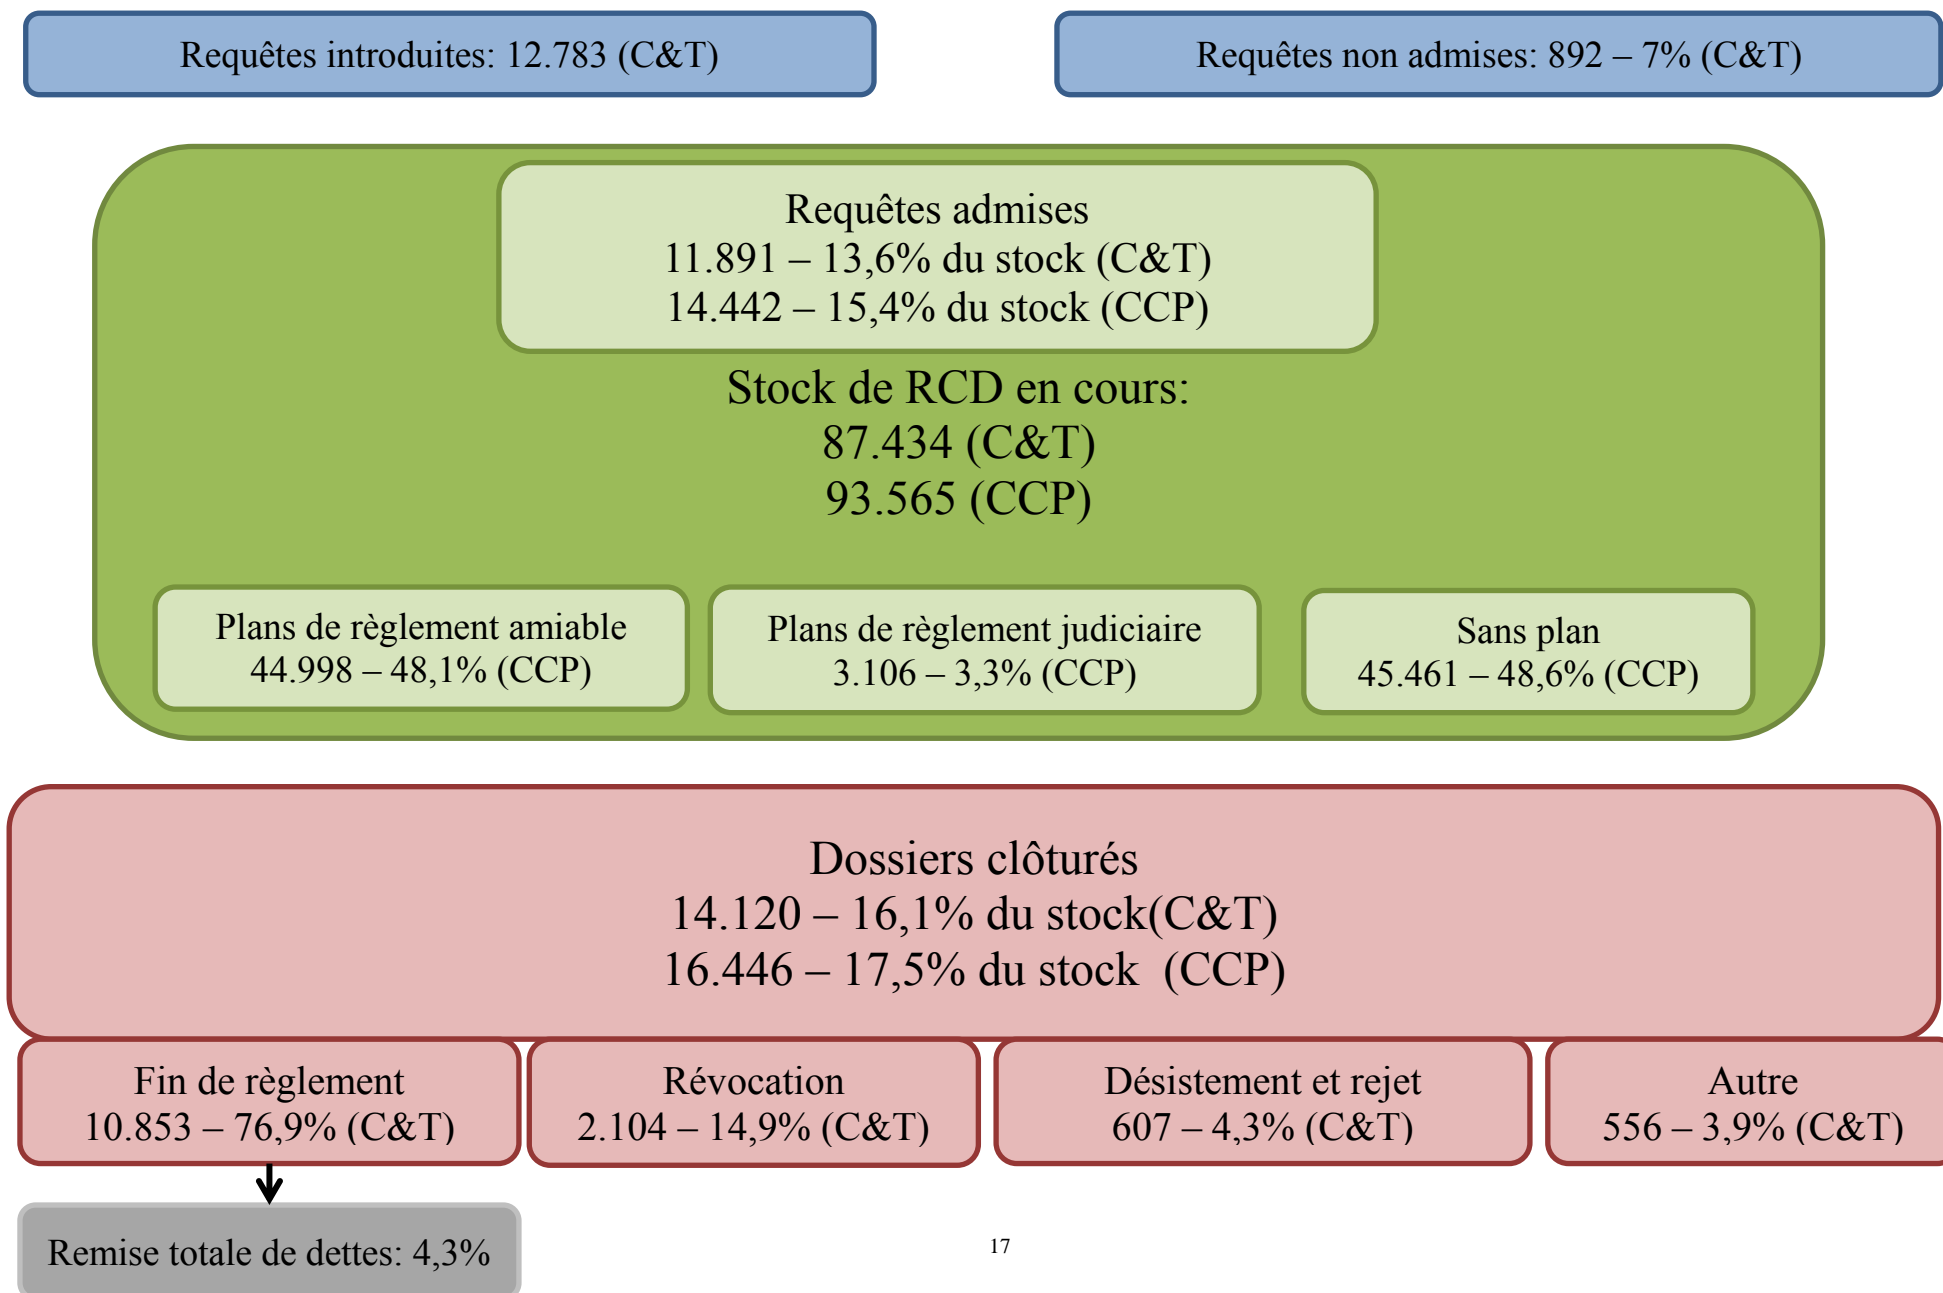 Requêtes introduites: 12.783 (C&T)
Requêtes non admises: 892 – 7% (C&T)
Requêtes admises
11.891 – 13,6% du stock (C&T)
14.442 – 15,4% du stock (CCP)
Stock de RCD en cours:
87.434 (C&T)
93.565 (CCP)
Plans de règlement amiable
44.998 – 48,1% (CCP)
Plans de règlement judiciaire
3.106 – 3,3% (CCP)
Sans plan
45.461 – 48,6% (CCP)
Dossiers clôturés
14.120 – 16,1% du stock(C&T)
16.446 – 17,5% du stock (CCP)
Fin de règlement
10.853 – 76,9% (C&T)
Révocation
2.104 – 14,9% (C&T)
Désistement et rejet
607 – 4,3% (C&T)
Autre
556 – 3,9% (C&T)
Remise totale de dettes: 4,3%
17